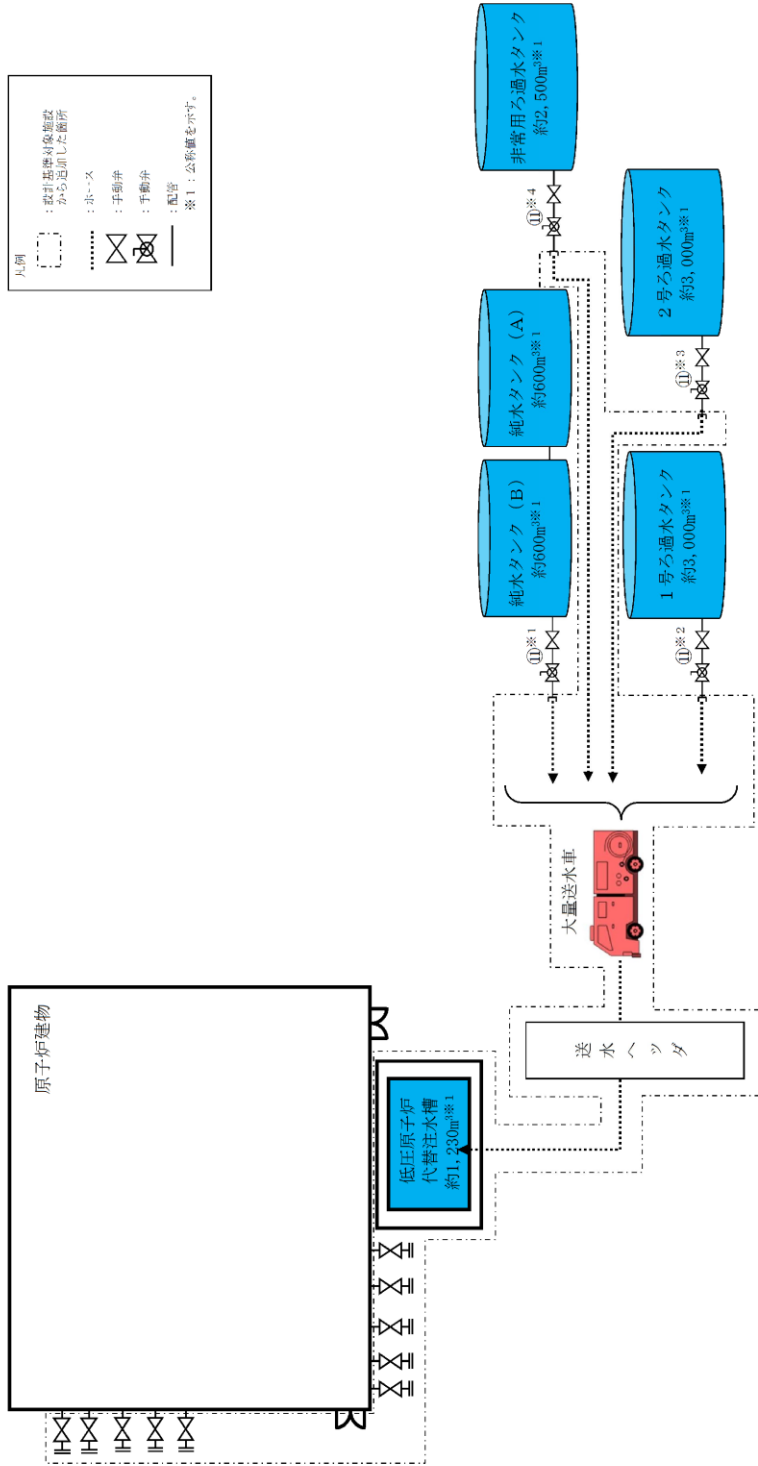 原子炉建物
低圧原子炉
代替注水槽
約1,230m³※1
送水ヘッダ
大量送水車
⑪※1
純水タンク（B）
約600m³※1
純水タンク（A）
約600m³※1
⑪※4
非常用ろ過水タンク
約2,500m³※1
⑪※2
1号ろ過水タンク
約3,000m³※1
⑪※3
2号ろ過水タンク
約3,000m³※1
凡例
：設計基準対象施設
から追加した箇所
：ホース
：手動弁
：手動弁
：配管
※1：公称値を示す。